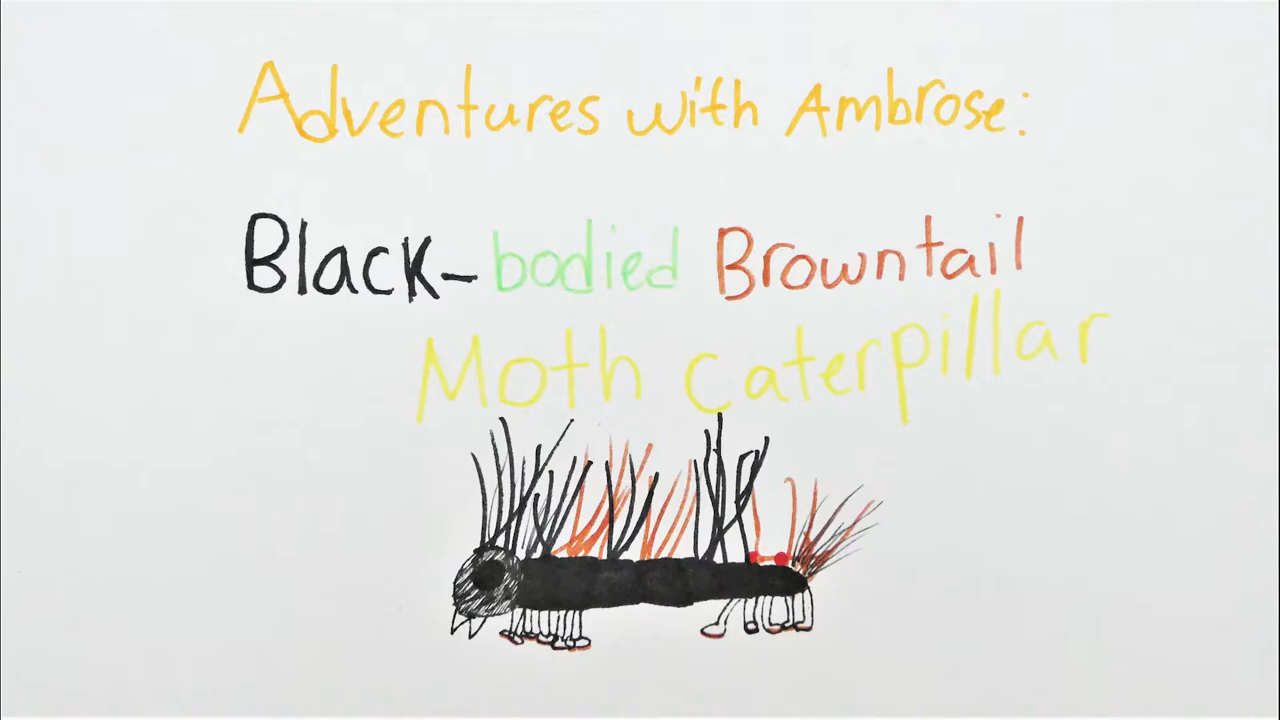 Adventures with Ambrose:
Black-bodied Browntail
Moth caterpillar